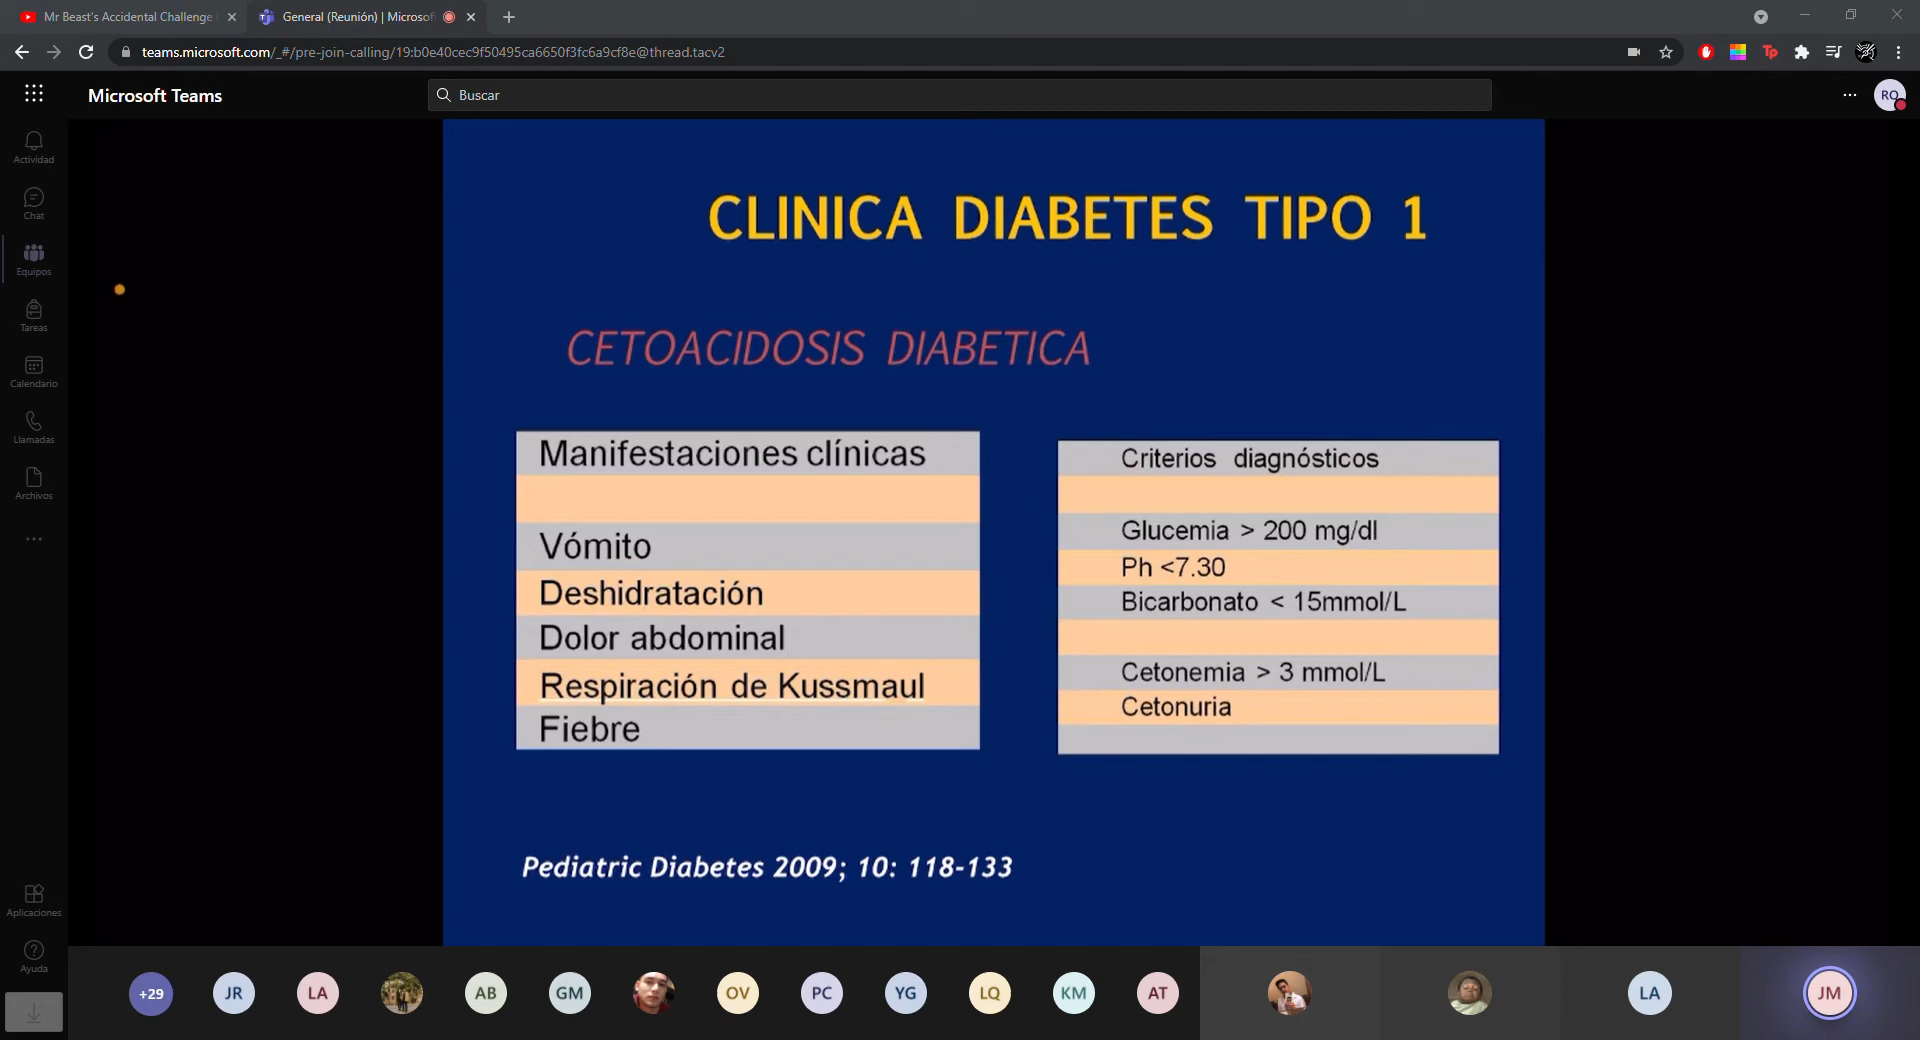 Mr Beast's Accidental Challenge
General (Reunión) | Microsof
teams.microsoft.com/_#/pre-join-calling/19:b0e40cec9f50495ca6650f3fc6a9cf8e@thread.tacv2
Tp
Microsoft Teams
Buscar
RO
Actividad
Chat
Equipos
Tareas
Calendario
Llamadas
Archivos
Aplicaciones
Ayuda
CLINICA DIABETES TIPO 1
CETOACIDOSIS DIABETICA
Manifestaciones clínicas
Vómito
Deshidratación
Dolor abdominal
Respiración de Kussmaul
Fiebre
Criterios diagnósticos
Glucemia > 200 mg/dl
Ph <7.30
Bicarbonato < 15mmol/L
Cetonemia > 3 mmol/L
Cetonuria
Pediatric Diabetes 2009; 10: 118-133
+29
JR
LA
AB
GM
OV
PC
YG
LQ
KM
AT
LA
JM